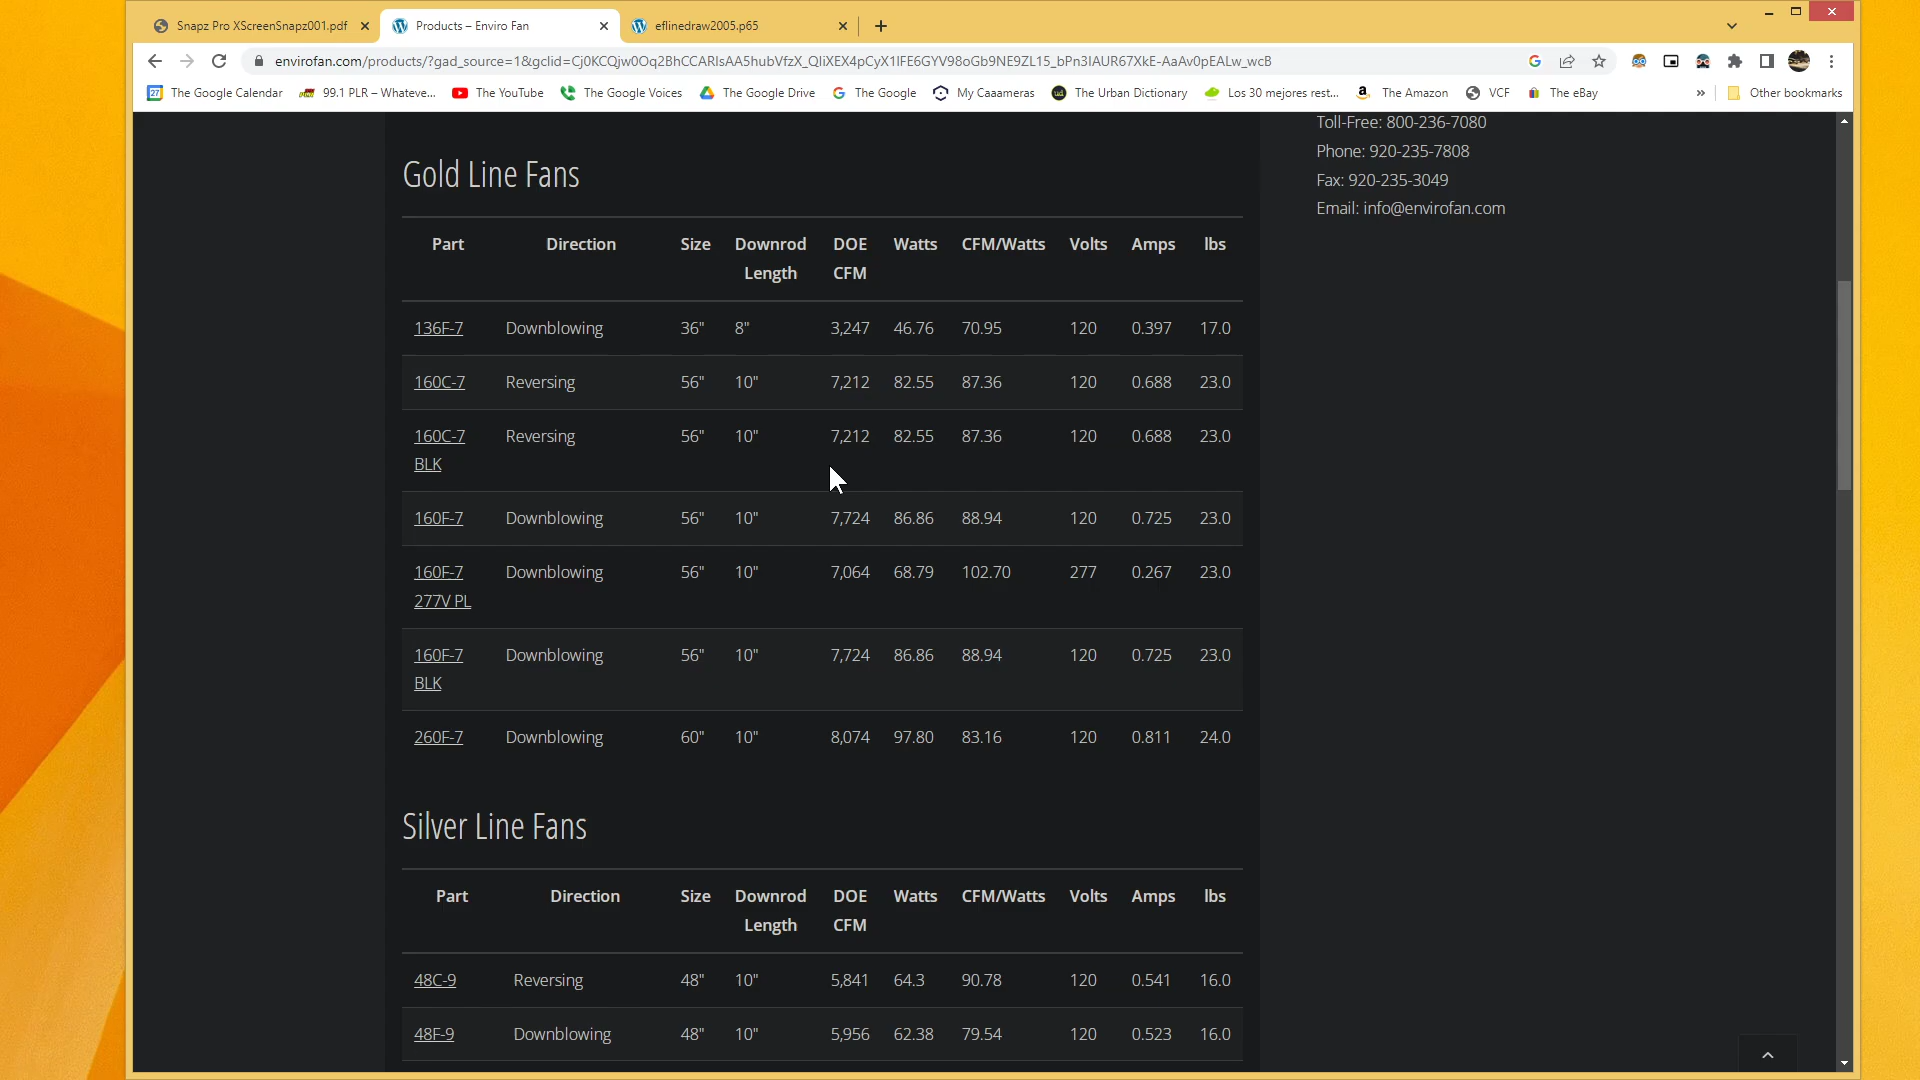 Snapz Pro XScreenSnapz001.pdf
Products – Enviro Fan
eflinedraw2005.p65
envirofan.com/products/?gad_source=1&gclid=Cj0KCQjw0Oq2BhCCARIsAA5hubVfzX_QIiXEX4pCyX1IFE6GYV98oGb9NE9ZL15_bPn3IAUR67XkE-AaAv0pEALw_wcB
27 The Google Calendar 99.1 PLR – Whateve... The YouTube The Google Voices The Google Drive The Google My Caaameras ud The Urban Dictionary Los 30 mejores rest... The Amazon VCF The eBay » Other bookmarks
Toll-Free: 800-236-7080
Phone: 920-235-7808
Fax: 920-235-3049
Email: info@envirofan.com
Gold Line Fans
Part Direction Size Downrod Length DOE CFM Watts CFM/Watts Volts Amps lbs
136F-7 Downblowing 36" 8" 3,247 46.76 70.95 120 0.397 17.0
160C-7 Reversing 56" 10" 7,212 82.55 87.36 120 0.688 23.0
160C-7 BLK Reversing 56" 10" 7,212 82.55 87.36 120 0.688 23.0
160F-7 Downblowing 56" 10" 7,724 86.86 88.94 120 0.725 23.0
160F-7 277V PL Downblowing 56" 10" 7,064 68.79 102.70 277 0.267 23.0
160F-7 BLK Downblowing 56" 10" 7,724 86.86 88.94 120 0.725 23.0
260F-7 Downblowing 60" 10" 8,074 97.80 83.16 120 0.811 24.0
Silver Line Fans
Part Direction Size Downrod Length DOE CFM Watts CFM/Watts Volts Amps lbs
48C-9 Reversing 48" 10" 5,841 64.3 90.78 120 0.541 16.0
48F-9 Downblowing 48" 10" 5,956 62.38 79.54 120 0.523 16.0